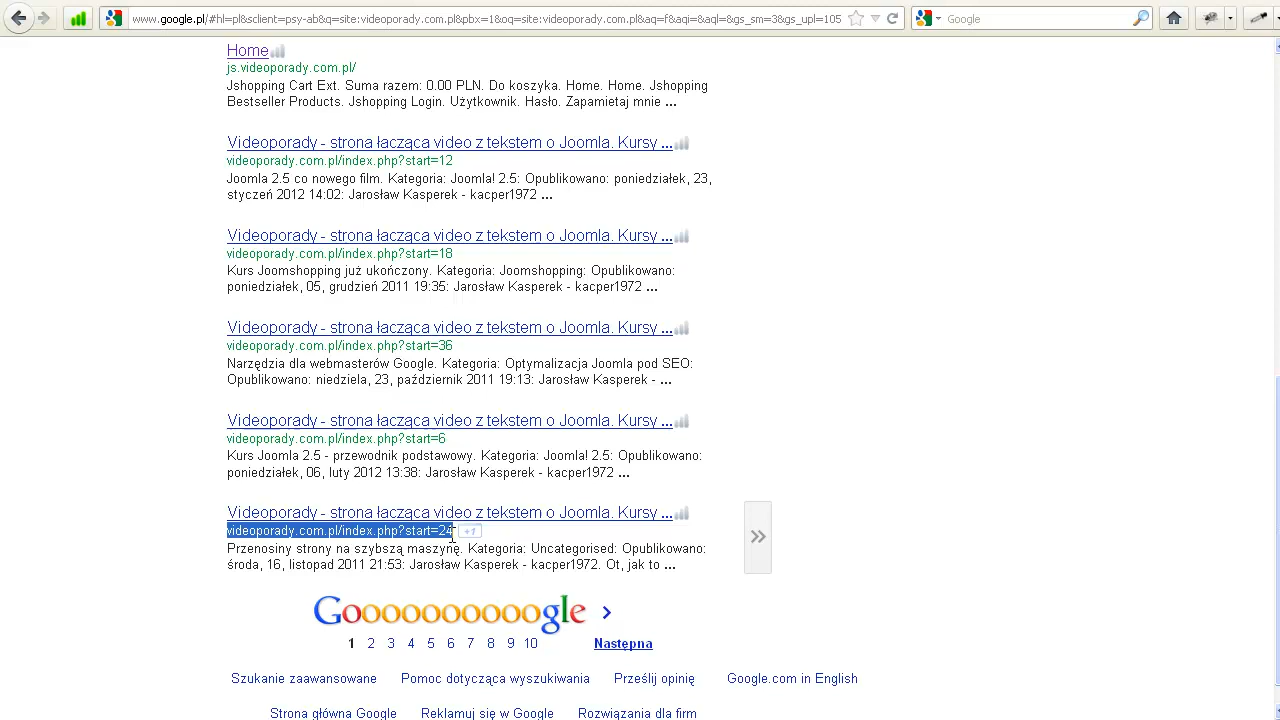 www.google.pl/#hl=pl&sclient=psy-ab&q=site:videoporady.com.pl&pbx=1&oq=site:videoporady.com.pl&aq=f&aqi=&aql=&gs_sm=e&gs_upl=105
Google
Home
js.videoporady.com.pl/
Jshopping Cart Ext. Suma razem: 0.00 PLN. Do koszyka. Home. Home. Jshopping
Bestseller Products. Jshopping Login. Użytkownik. Hasło. Zapamietaj mnie ...
Videoporady - strona łacząca video z tekstem o Joomla. Kursy ...
videoporady.com.pl/index.php?start=12
Joomla 2.5 co nowego film. Kategoria: Joomla! 2.5: Opublikowano: poniedziałek, 23,
styczeń 2012 14:02: Jarosław Kasperek - kacper1972 ...
Videoporady - strona łacząca video z tekstem o Joomla. Kursy ...
videoporady.com.pl/index.php?start=18
Kurs Joomshopping już ukończony. Kategoria: Joomshopping: Opublikowano:
poniedziałek, 05, grudzień 2011 19:35: Jarosław Kasperek - kacper1972 ...
Videoporady - strona łacząca video z tekstem o Joomla. Kursy ...
videoporady.com.pl/index.php?start=36
Narzędzia dla webmasterów Google. Kategoria: Optymalizacja Joomla pod SEO:
Opublikowano: niedziela, 23, październik 2011 19:13: Jarosław Kasperek - ...
Videoporady - strona łacząca video z tekstem o Joomla. Kursy ...
videoporady.com.pl/index.php?start=6
Kurs Joomla 2.5 - przewodnik podstawowy. Kategoria: Joomla! 2.5: Opublikowano:
poniedziałek, 06, luty 2012 13:38: Jarosław Kasperek - kacper1972 ...
Videoporady - strona łacząca video z tekstem o Joomla. Kursy ...
videoporady.com.pl/index.php?start=24 +1
Przenosiny strony na szybszą maszynę. Kategoria: Uncategorised: Opublikowano:
środa, 16, listopad 2011 21:53: Jarosław Kasperek - kacper1972. Ot, jak to ...
Goooooooooogle
1 2 3 4 5 6 7 8 9 10 Następna
Szukanie zaawansowane Pomoc dotycząca wyszukiwania Prześlij opinię Google.com in English
Strona główna Google Reklamuj się w Google Rozwiązania dla firm